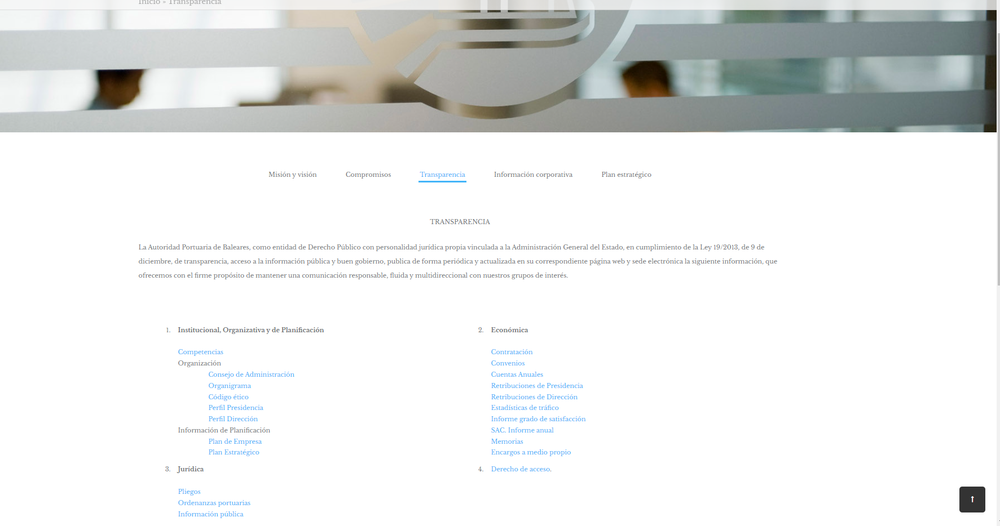 Inicio » Transparencia
Misión y visión
Compromisos
Transparencia
Información corporativa
Plan estratégico
TRANSPARENCIA
La Autoridad Portuaria de Baleares, como entidad de Derecho Público con personalidad jurídica propia vinculada a la Administración General del Estado, en cumplimiento de la Ley 19/2013, de 9 de
diciembre, de transparencia, acceso a la información pública y buen gobierno, publica de forma periódica y actualizada en su correspondiente página web y sede electrónica la siguiente información, que
ofrecemos con el firme propósito de mantener una comunicación responsable, fluida y multidireccional con nuestros grupos de interés.
1. Institucional, Organizativa y de Planificación
Competencias
Organización
Consejo de Administración
Organigrama
Código ético
Perfil Presidencia
Perfil Dirección
Información de Planificación
Plan de Empresa
Plan Estratégico
2. Económica
Contratación
Convenios
Cuentas Anuales
Retribuciones de Presidencia
Retribuciones de Dirección
Estadísticas de tráfico
Informe grado de satisfacción
SAC. Informe anual
Memorias
Encargos a medio propio
3. Jurídica
Pliegos
Ordenanzas portuarias
Información pública
4. Derecho de acceso.